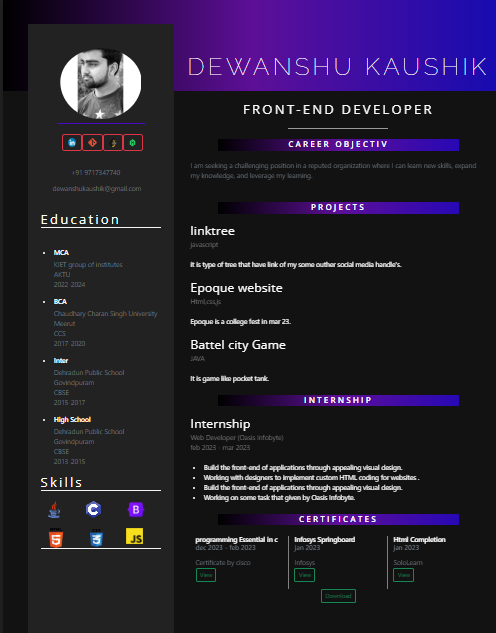 DEWANSHU KAUSHIK
FRONT-END DEVELOPER
+91 9717347740
dewanshukaushik@gmail.com
Education
MCA
KIET group of institutes
AKTU
2022-2024
BCA
Chaudhary Charan Singh University
Meerut
CCS
2017-2020
Inter
Dehradun Public School
Govindpuram
CBSE
2015-2017
High School
Dehradun Public School
Govindpuram
CBSE
2015-2015
Skills
C
B
5
3
JS
CAREER OBJECTIV
I am seeking a challenging position in a reputed organization where I can learn new skills, expand
my knowledge, and leverage my learning.
PROJECTS
linktree
Javascript
it is type of tree that have link of my some outher social media handle's.
Epoque website
Html,css,js
Epoque is a college fest in mar 23.
Battel city Game
JAVA
It is game like pocket tank.
INTERNSHIP
Internship
Web Developer (Oasis Infobyte)
feb 2023 - mar 2023
Build the front-end of applications through appealing visual design.
Working with designers to implement custom HTML coding for websites .
Build the front-end of applications through appealing visual design.
Working on some task that given by Oasis Infobyte.
CERTIFICATES
programming Essential in c
dec 2023 - feb 2023
Certificate by cisco
View
Infosys Springboard
jan 2023
Infosys
View
Html Completion
jan 2023
SoloLearn
View
Download